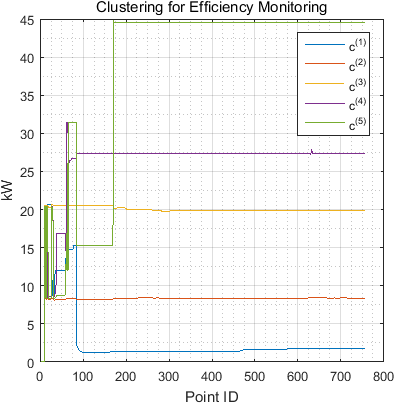 Clustering for Efficiency Monitoring
45
40
35
30
25
20
15
10
5
0
kW
c^(1)
c^(2)
c^(3)
c^(4)
c^(5)
0 100 200 300 400 500 600 700 800
Point ID